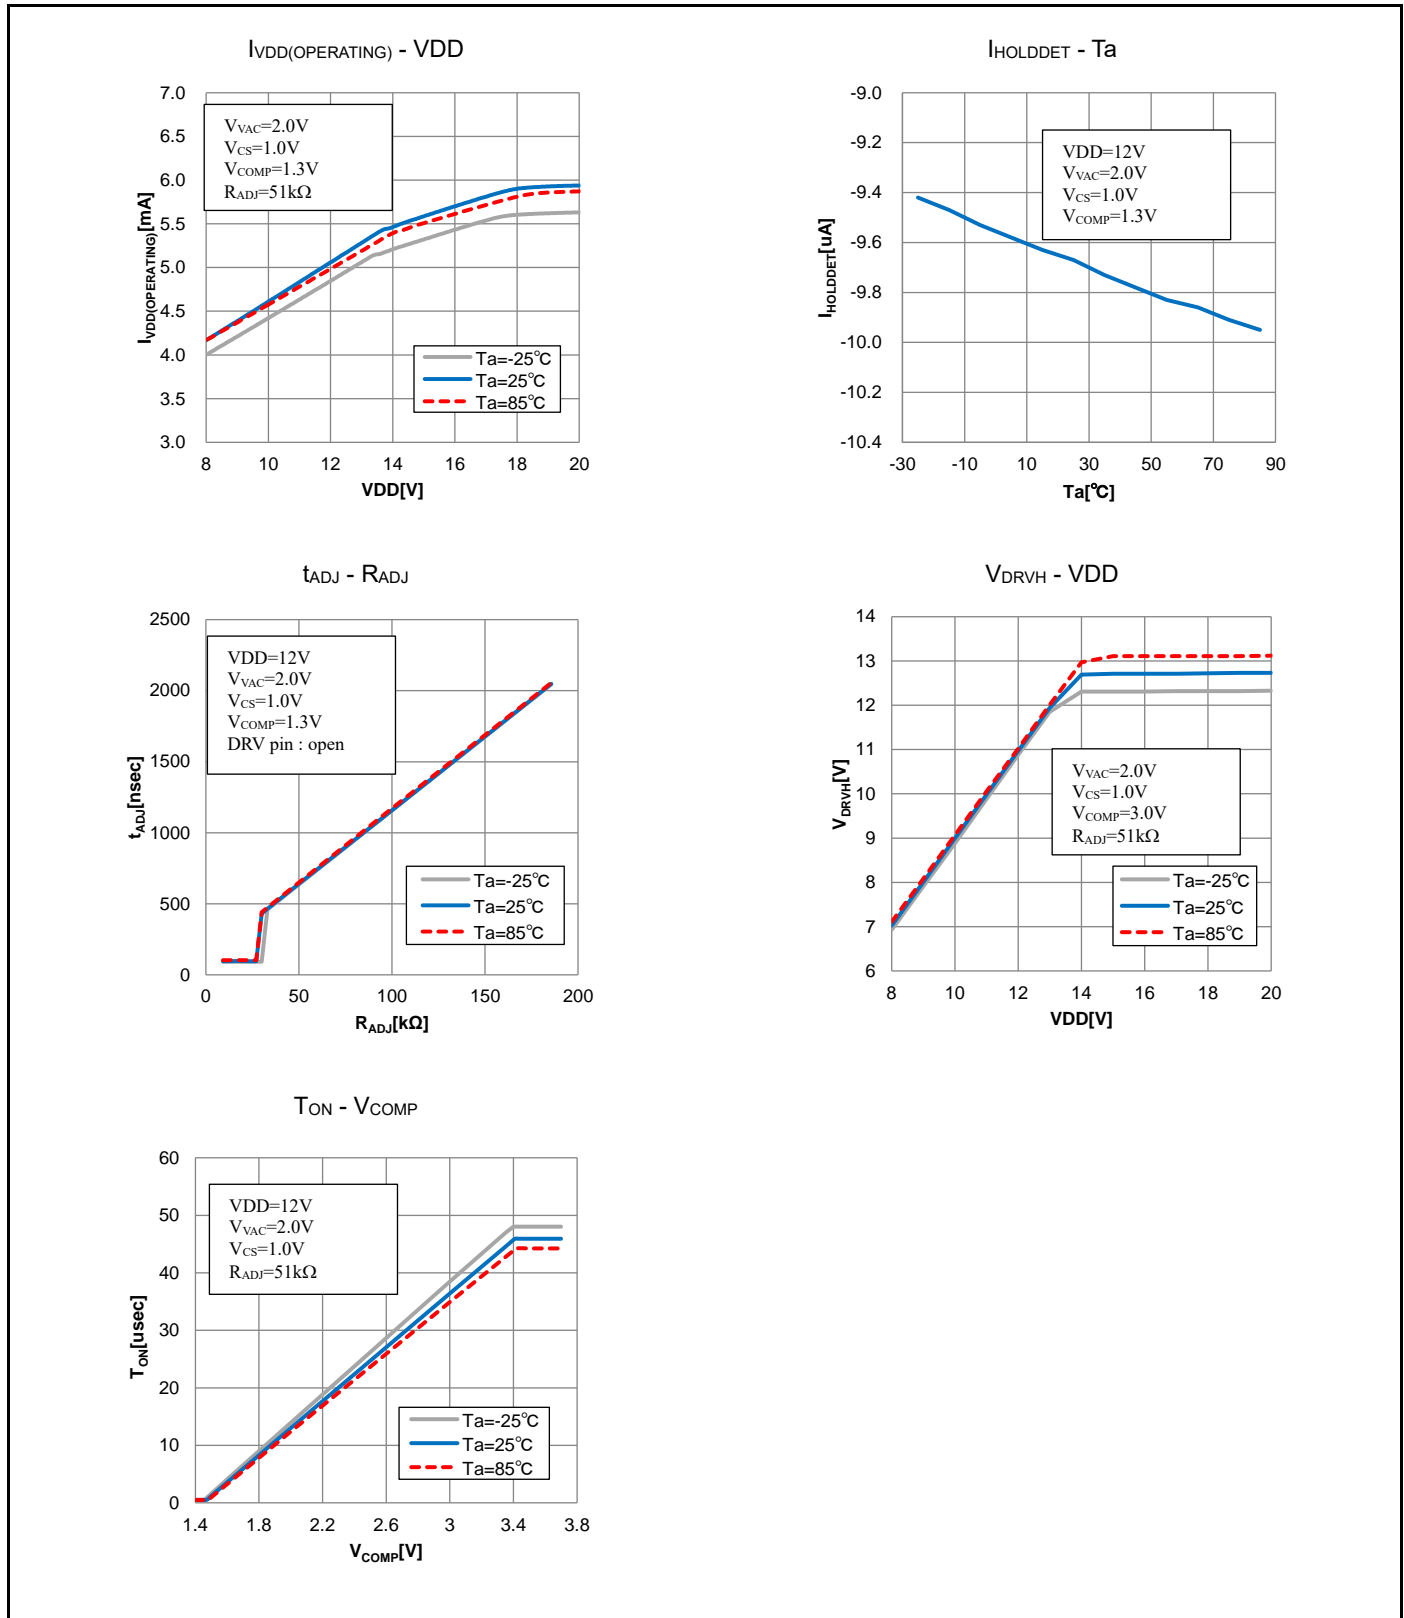 IVDD(OPERATING) - VDD
7.0
6.5
6.0
5.5
5.0
4.5
4.0
3.5
3.0
IVDD(OPERATING)[mA]
VVAC=2.0V
VCS=1.0V
VCOMP=1.3V
RADJ=51kΩ
Ta=-25℃
Ta=25℃
Ta=85℃
8 10 12 14 16 18 20
VDD[V]
IHOLDDET - Ta
-9.0
-9.2
-9.4
-9.6
-9.8
-10.0
-10.2
-10.4
IHOLDDET[uA]
VDD=12V
VVAC=2.0V
VCS=1.0V
VCOMP=1.3V
-30 -10 10 30 50 70 90
Ta[℃]
tADJ - RADJ
2500
2000
1500
1000
500
0
tADJ[nsec]
VDD=12V
VVAC=2.0V
VCS=1.0V
VCOMP=1.3V
DRV pin : open
Ta=-25℃
Ta=25℃
Ta=85℃
0 50 100 150 200
RADJ[kΩ]
VDRVH - VDD
14
13
12
11
10
9
8
7
6
VDRVH[V]
VVAC=2.0V
VCS=1.0V
VCOMP=3.0V
RADJ=51kΩ
Ta=-25℃
Ta=25℃
Ta=85℃
8 10 12 14 16 18 20
VDD[V]
TON - VCOMP
60
50
40
30
20
10
0
TON[usec]
VDD=12V
VVAC=2.0V
VCS=1.0V
RADJ=51kΩ
Ta=-25℃
Ta=25℃
Ta=85℃
1.4 1.8 2.2 2.6 3 3.4 3.8
VCOMP[V]